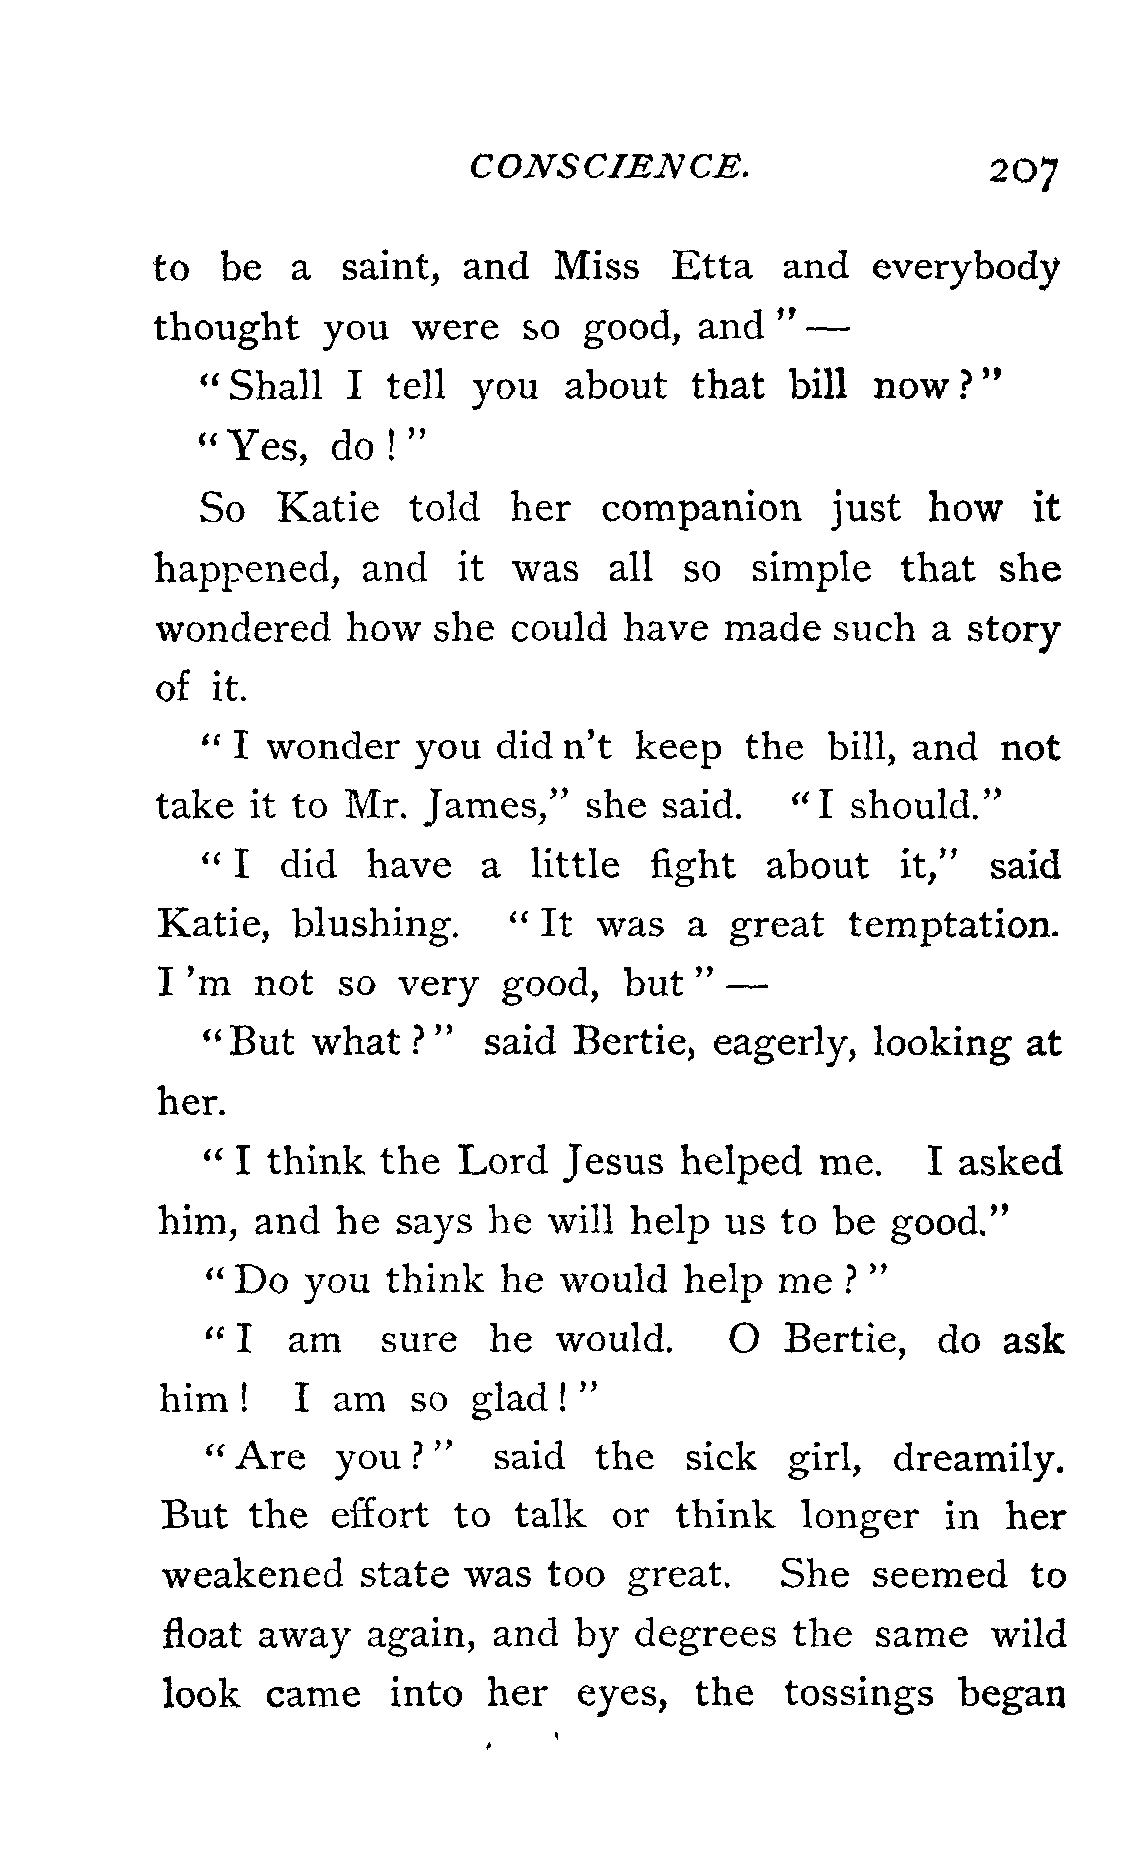 CONSCIENCE. 207
to be a saint, and Miss Etta and everybody
thought you were so good, and "—
"Shall I tell you about that bill now?"
"Yes, do!"
So Katie told her companion just how it
happened, and it was all so simple that she
wondered how she could have made such a story
of it.
"I wonder you did n't keep the bill, and not
take it to Mr. James," she said. "I should."
"I did have a little fight about it," said
Katie, blushing. "It was a great temptation.
I 'm not so very good, but"—
"But what?" said Bertie, eagerly, looking at
her.
"I think the Lord Jesus helped me. I asked
him, and he says he will help us to be good."
"Do you think he would help me?"
"I am sure he would. O Bertie, do ask
him! I am so glad!"
"Are you?" said the sick girl, dreamily.
But the effort to talk or think longer in her
weakened state was too great. She seemed to
float away again, and by degrees the same wild
look came into her eyes, the tossings began